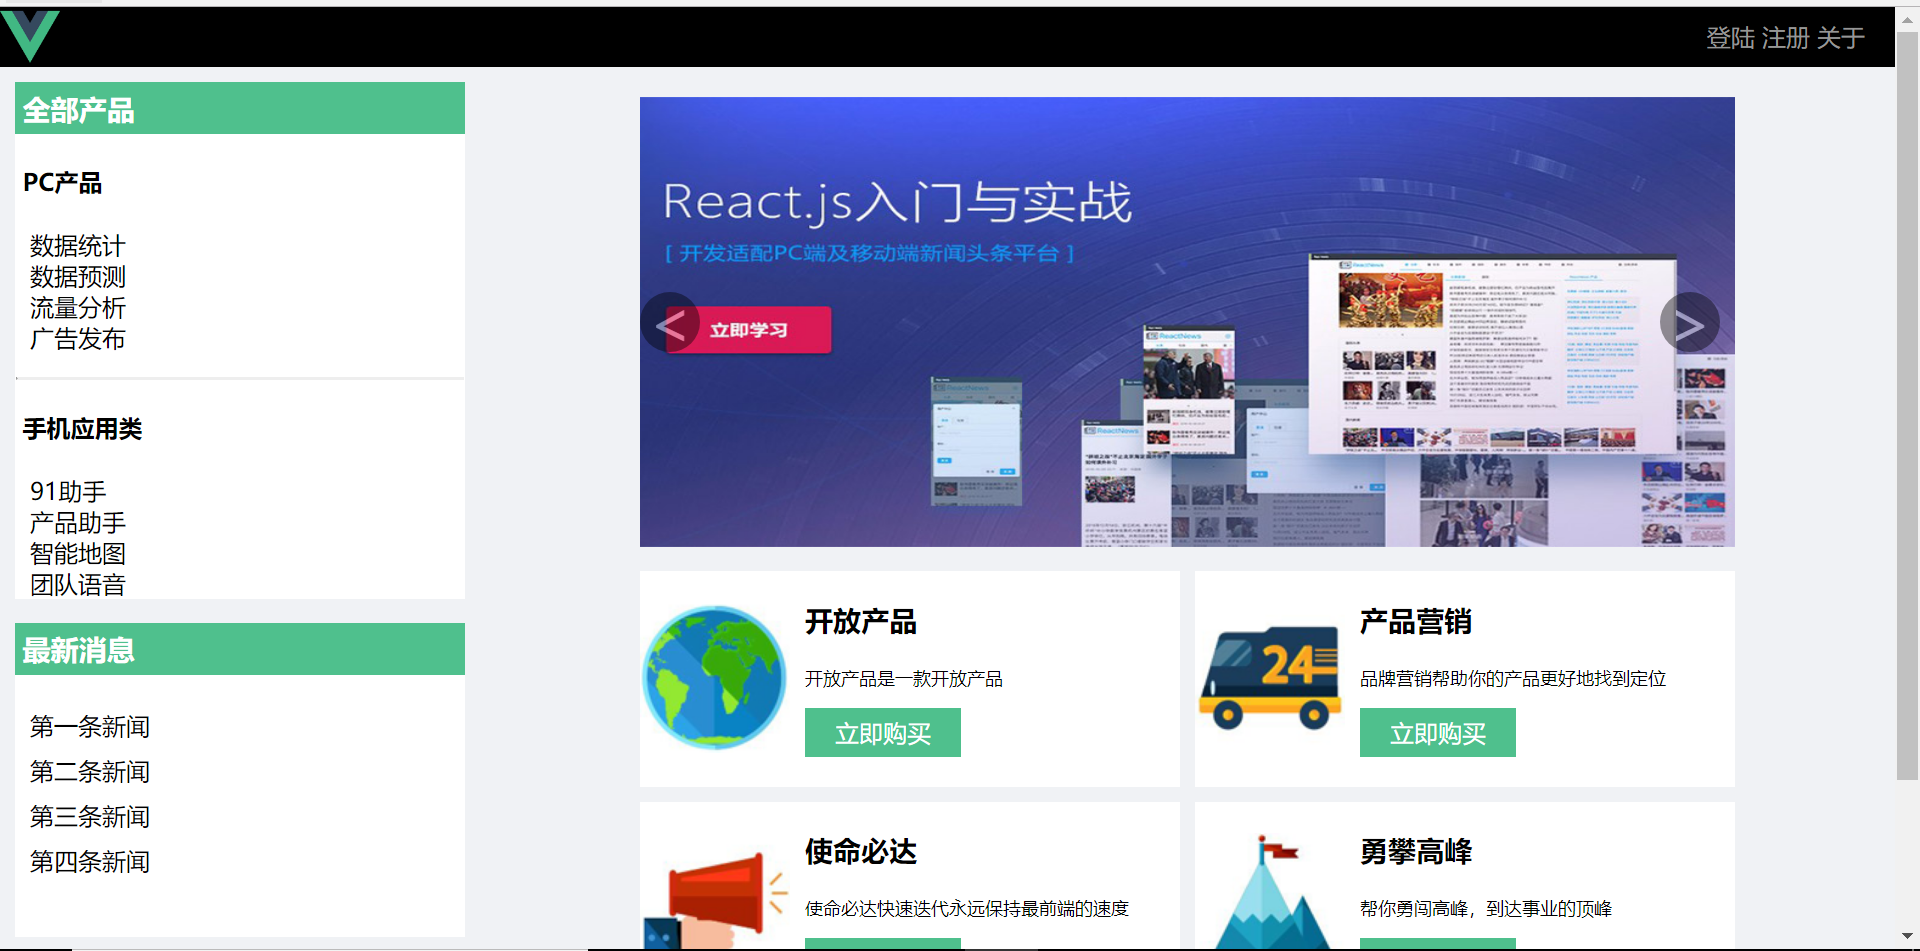 登陆 注册 关于
全部产品
PC产品
数据统计
数据预测
流量分析
广告发布
手机应用类
91助手
产品助手
智能地图
团队语音
最新消息
第一条新闻
第二条新闻
第三条新闻
第四条新闻
React.js入门与实战
[ 开发适配PC端及移动端新闻头条平台 ]
<
立即学习
>
ReactNews
ReactNews
ReactNews
开放产品
开放产品是一款开放产品
立即购买
24
产品营销
品牌营销帮助你的产品更好地找到定位
立即购买
使命必达
使命必达快速迭代永远保持最前端的速度
勇攀高峰
帮你勇闯高峰，到达事业的顶峰